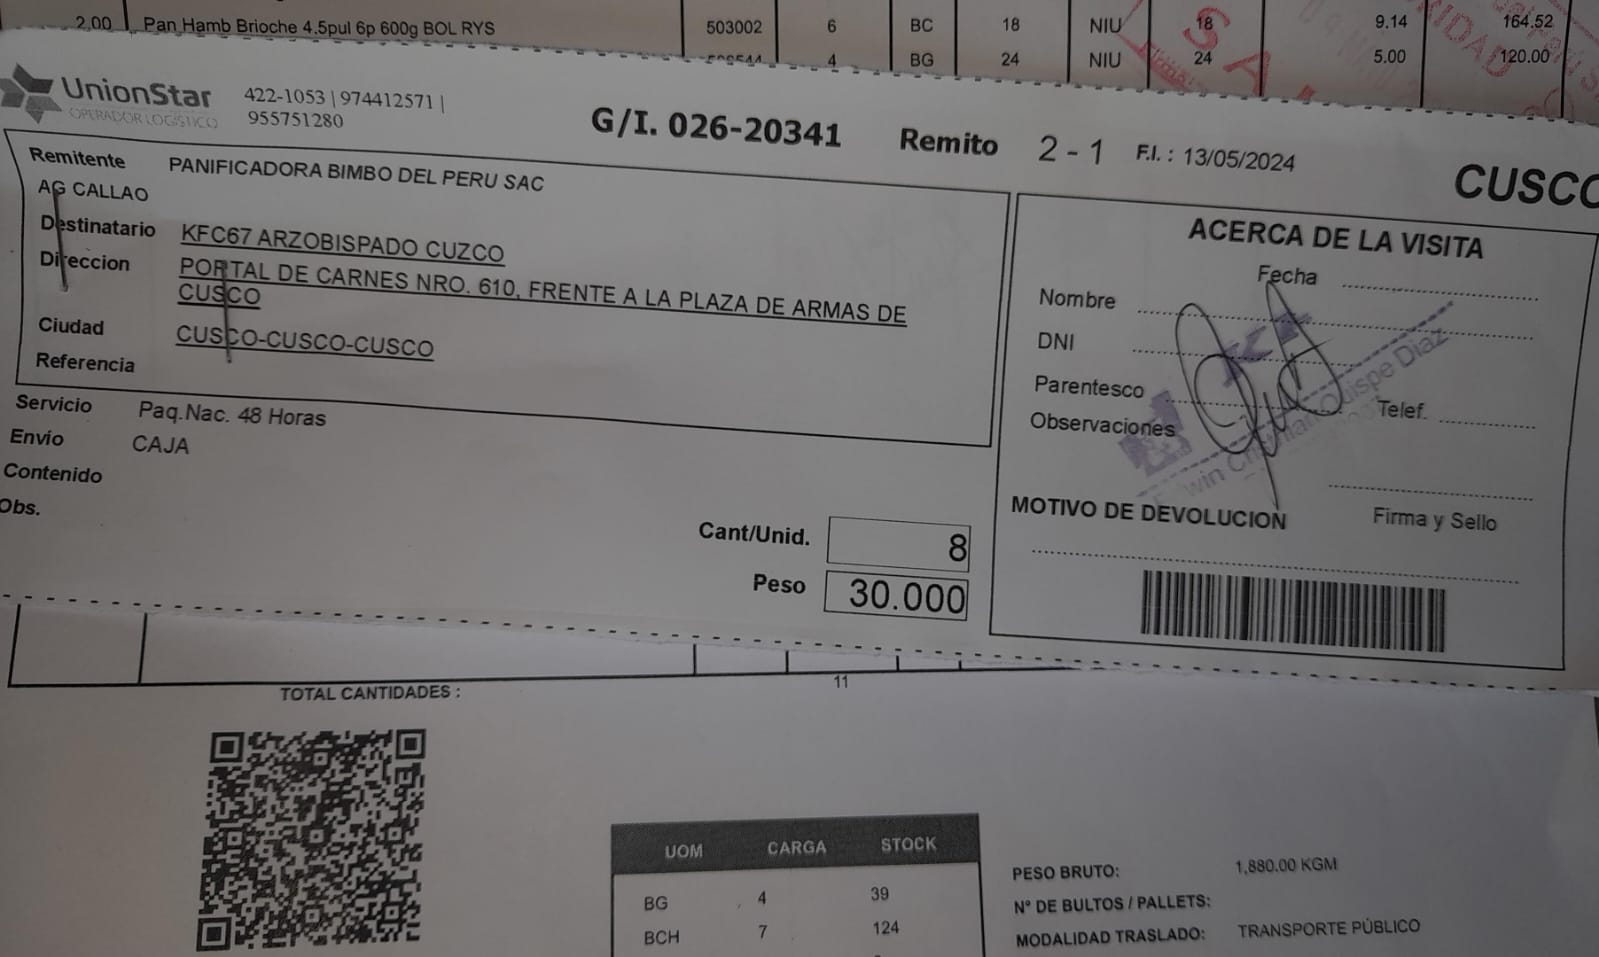 2.00 Pan Hamb Brioche 4.5pul 6p 600g BOL RYS 503002 6 BC 18 NIU 18 9.14 164.52
4 BG 24 NIU 24 5.00 120.00
UnionStar
OPERADOR LOGÍSTICO
422-1053 | 974412571 |
955751280
G/I. 026-20341 Remito 2 - 1 F.I. : 13/05/2024
CUSCO
Remitente PANIFICADORA BIMBO DEL PERU SAC
AG CALLAO
Destinatario KFC67 ARZOBISPADO CUZCO
Direccion PORTAL DE CARNES NRO. 610, FRENTE A LA PLAZA DE ARMAS DE
CUSCO
Ciudad CUSCO-CUSCO-CUSCO
Referencia
Servicio Paq.Nac. 48 Horas
Envío CAJA
Contenido
Obs.
Cant/Unid. 8
Peso 30.000
ACERCA DE LA VISITA
Fecha
Nombre
DNI
Parentesco
Telef.
Observaciones
Quispe Diaz
MOTIVO DE DEVOLUCION
Firma y Sello
TOTAL CANTIDADES : 11
UOM CARGA STOCK
BG 4 39
BCH 7 124
PESO BRUTO: 1,880.00 KGM
N° DE BULTOS / PALLETS:
MODALIDAD TRASLADO: TRANSPORTE PÚBLICO